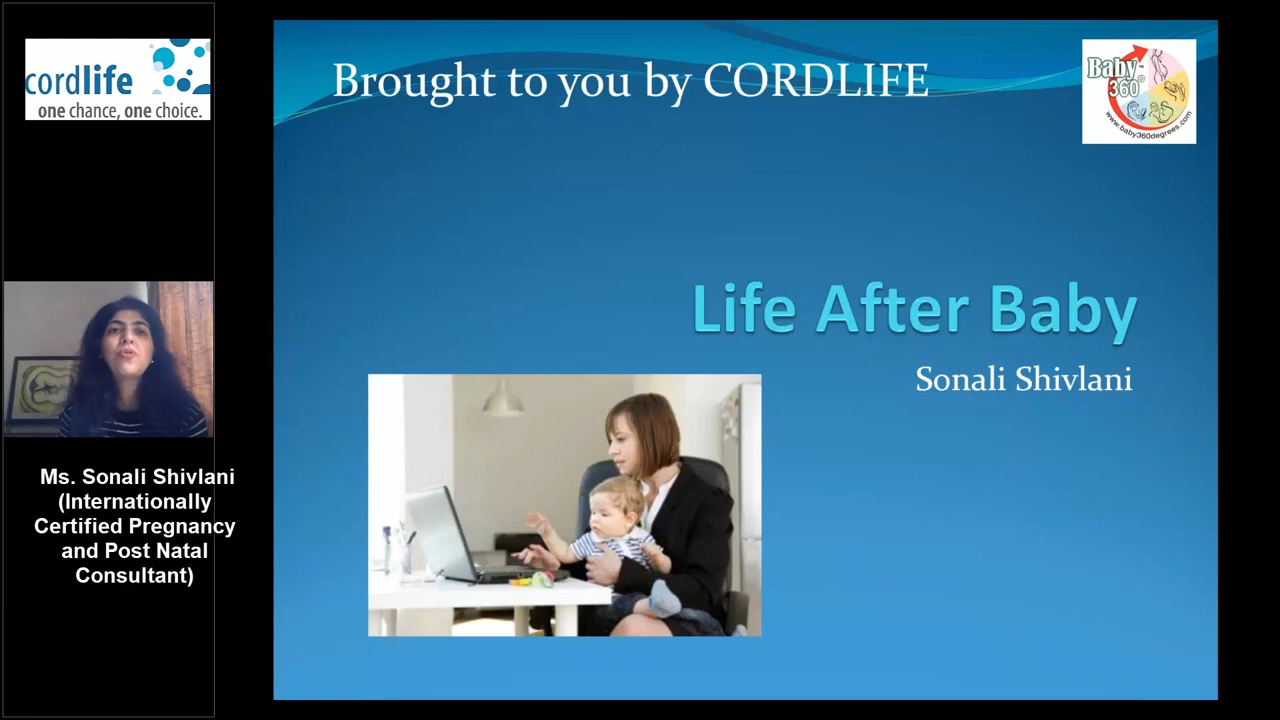 cordlife
one chance, one choice.
Ms. Sonali Shivlani
(Internationally
Certified Pregnancy
and Post Natal
Consultant)
Brought to you by CORDLIFE
Baby™
360°
www.baby360degrees.com
Life After Baby
Sonali Shivlani